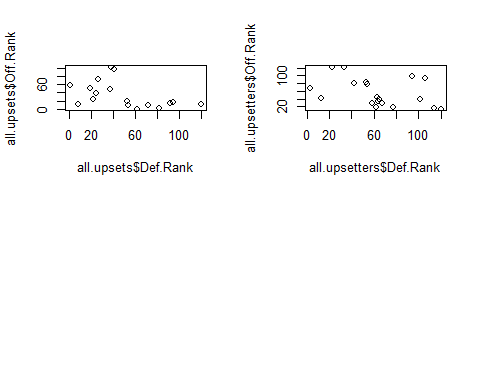 all.upsets$Off.Rank
0 60
0 20 60 100
all.upsets$Def.Rank
all.upsetters$Off.Rank
20 100
0 20 60 100
all.upsetters$Def.Rank